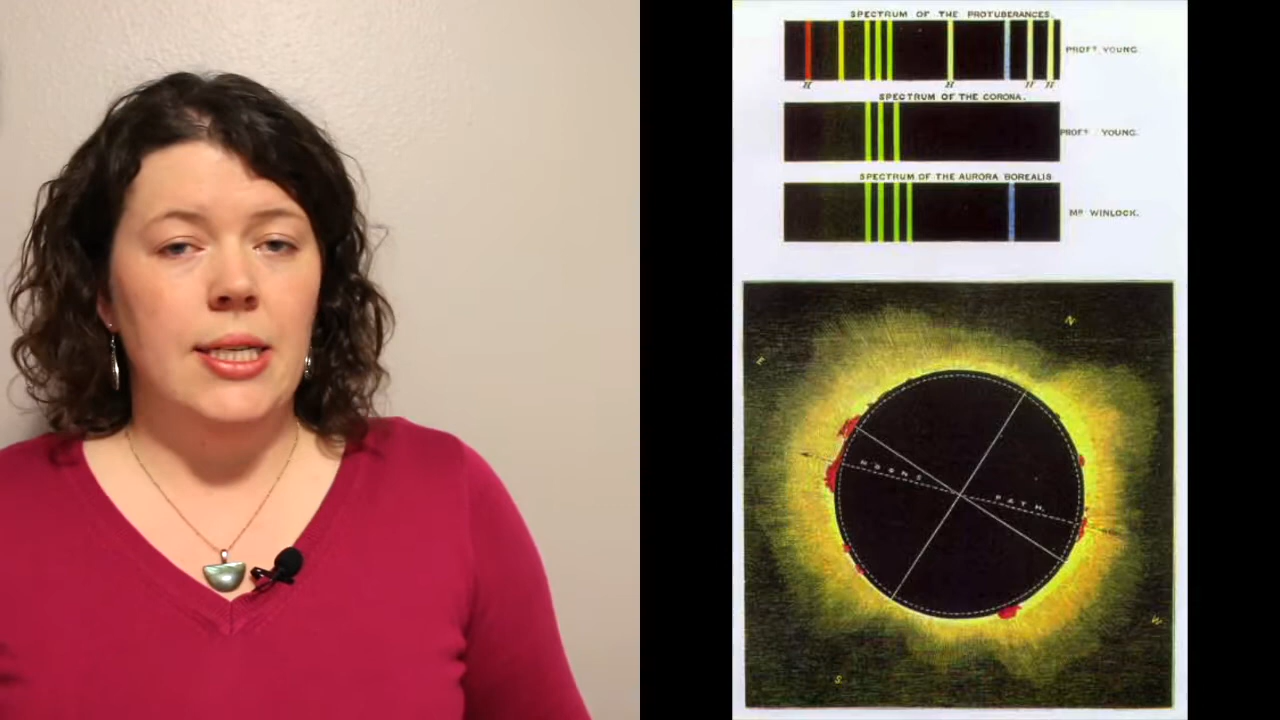 SPECTRUM OF THE PROTUBERANCES.
PROFR. YOUNG
H H H H
SPECTRUM OF THE CORONA.
PROFR. YOUNG.
SPECTRUM OF THE AURORA BOREALIS
MR WINLOCK.
N
E
MOONS PATH.
W
S